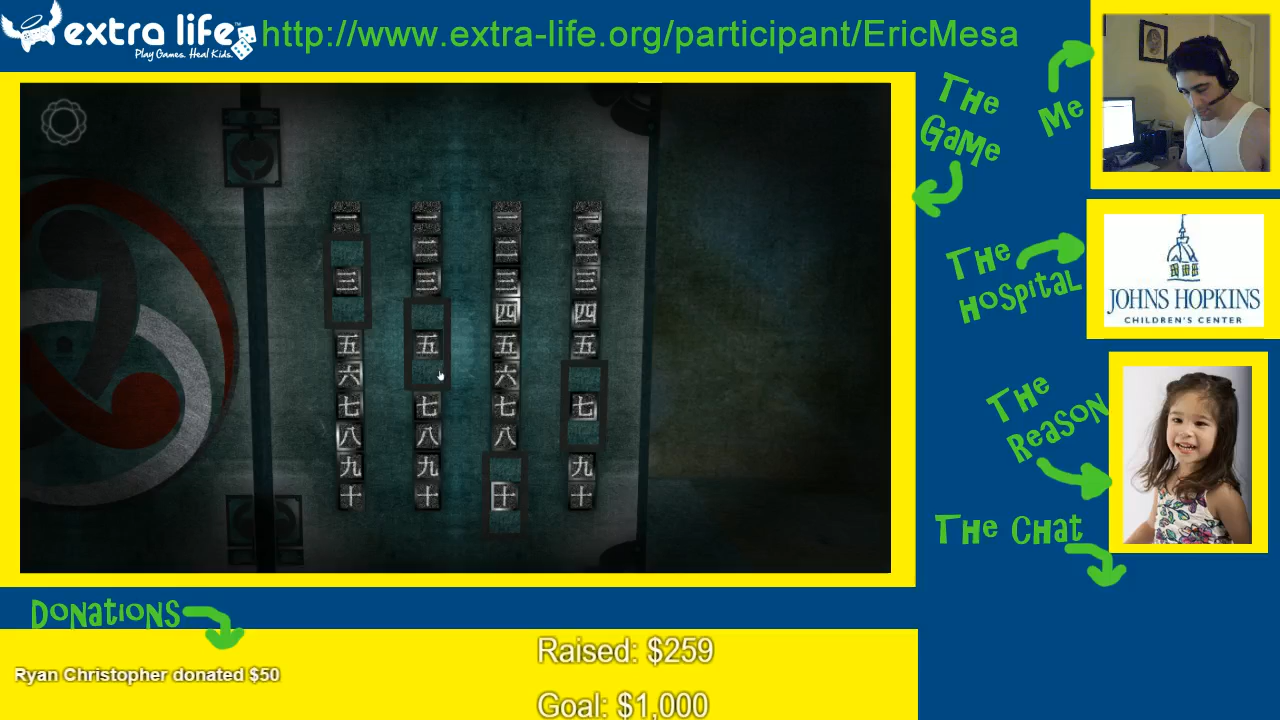 extra life
Play Games. Heal Kids.
http://www.extra-life.org/participant/EricMesa
Me
The Game
The Hospital
JOHNS HOPKINS
CHILDREN'S CENTER
The Reason
The Chat
一 一 一 一
二 二 二
三 三 三 三
四 四
五 五 五 五
六 六
七 七 七 七
八 八 八
九 九 九
十 十 十 十
Donations
Ryan Christopher donated $50
Raised: $259
Goal: $1,000